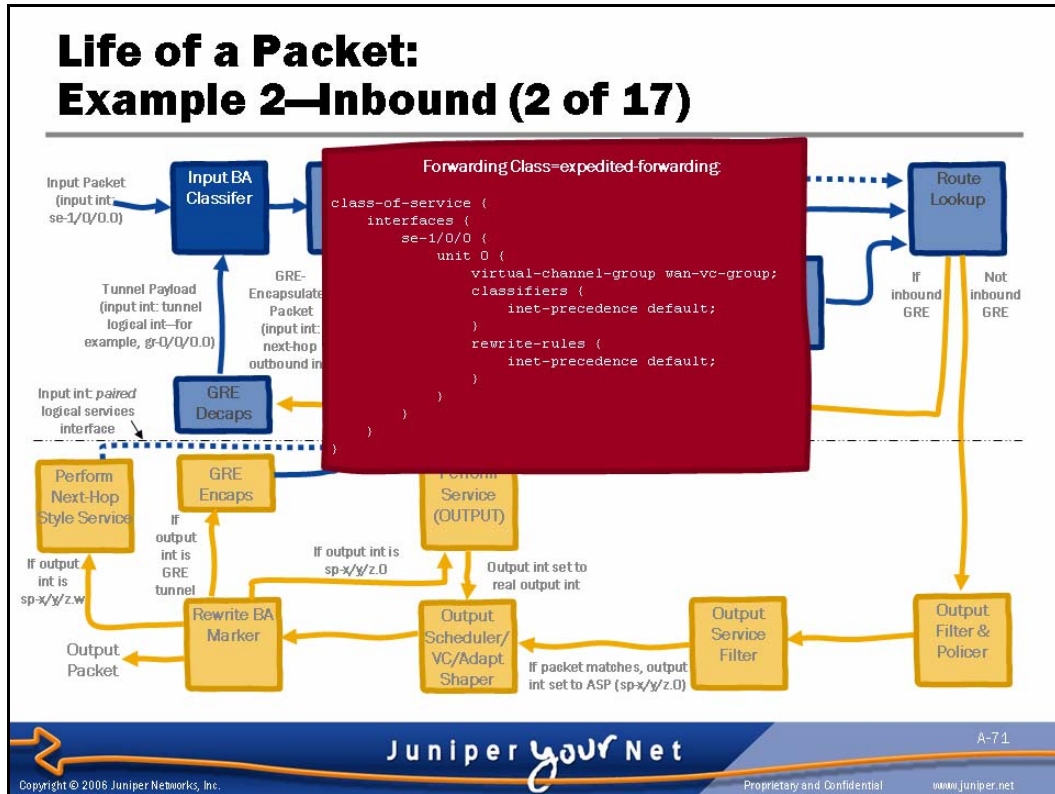 Life of a Packet:
Example 2—Inbound (2 of 17)
Input Packet
(input int:
se-1/0/0.0)
Input BA
Classifer
Forwarding Class=expedited-forwarding:
class-of-service {
interfaces {
se-1/0/0 {
unit 0 {
virtual-channel-group wan-vc-group;
classifiers {
inet-precedence default;
}
rewrite-rules {
inet-precedence default;
}
}
}
}
}
Route
Lookup
Tunnel Payload
(input int: tunnel
logical int—for
example, gr-0/0/0.0)
GRE-
Encapsulate
Packet
(input int:
next-hop
outbound in
If
inbound
GRE
Not
inbound
GRE
Input int: paired
logical services
interface
GRE
Decaps
Perform
Next-Hop
Style Service
GRE
Encaps
Perform
Service
(OUTPUT)
If output
int is
sp-x/y/z.w
If
output
int is
GRE
tunnel
If output int is
sp-x/y/z.0
Output int set to
real output int
Rewrite BA
Marker
Output
Scheduler/
VC/Adapt
Shaper
Output
Service
Filter
Output
Filter &
Policer
Output
Packet
If packet matches, output
int set to ASP (sp-x/y/z.0)
Juniper your Net
A-71
Copyright © 2006 Juniper Networks, Inc.
Proprietary and Confidential
www.juniper.net